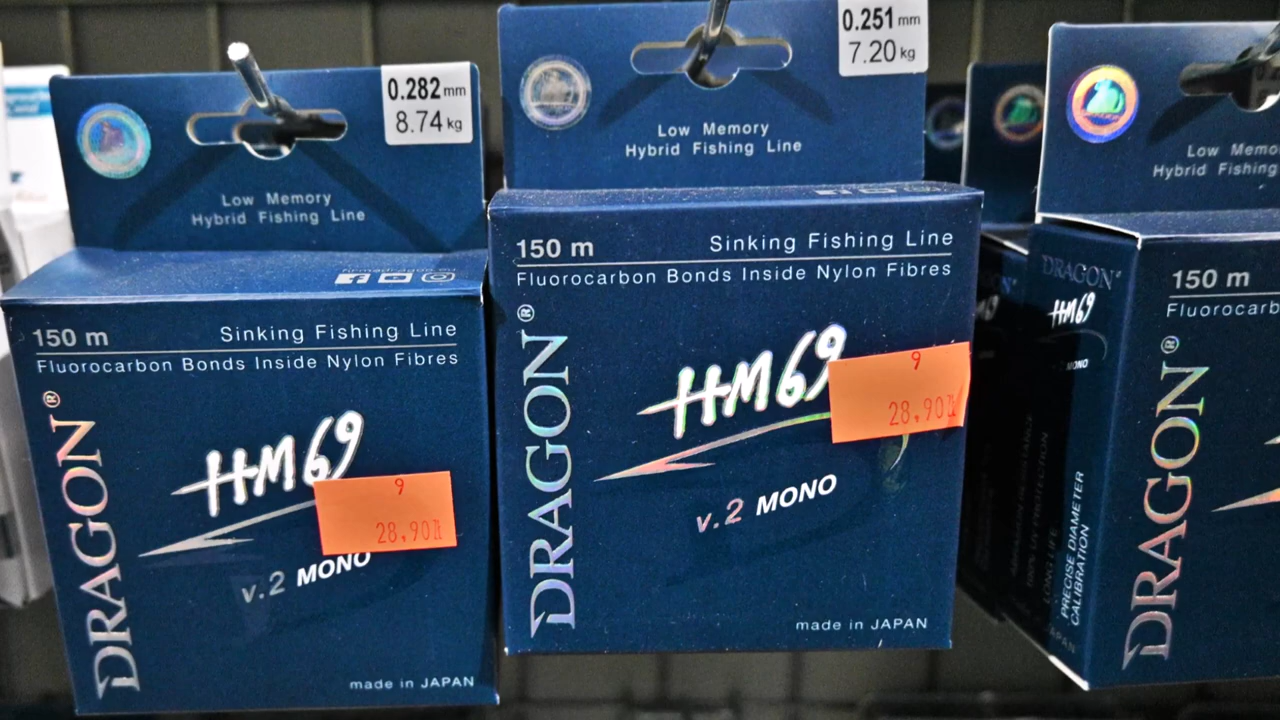 0.282 mm
8.74 kg
Low Memory
Hybrid Fishing Line
150 m
Sinking Fishing Line
Fluorocarbon Bonds Inside Nylon Fibres
DRAGON®
HM69
v.2 MONO
9
28,90
made in JAPAN
0.251 mm
7.20 kg
Low Memory
Hybrid Fishing Line
150 m
Sinking Fishing Line
Fluorocarbon Bonds Inside Nylon Fibres
DRAGON®
HM69
v.2 MONO
9
28,90
made in JAPAN
Hybrid Fishing
DRAGON®
HM69
MONO
LONG LIFE
PRECISE DIAMETER
CALIBRATION
150 m
DRAGON®